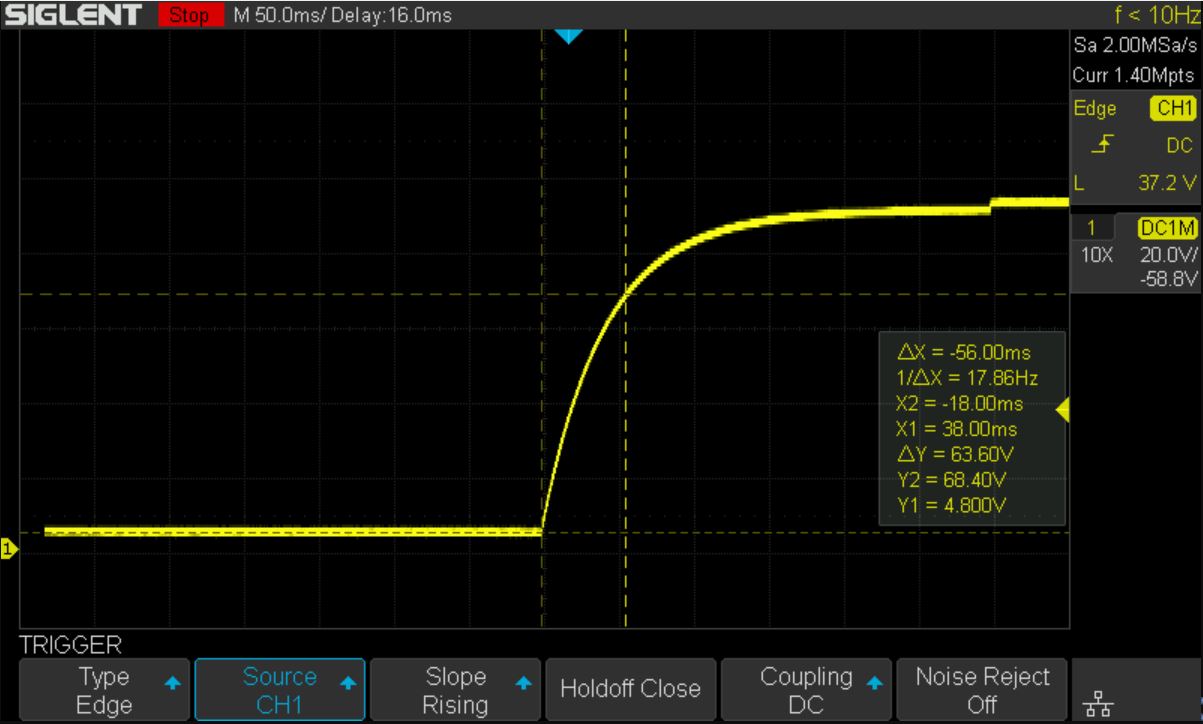 SIGLENT Stop M 50.0ms/ Delay:16.0ms f < 10Hz
Sa 2.00MSa/s
Curr 1.40Mpts
Edge CH1
DC
L 37.2 V
1 DC1M
10X 20.0V/
-58.8V
ΔX = -56.00ms
1/ΔX = 17.86Hz
X2 = -18.00ms
X1 = 38.00ms
ΔY = 63.60V
Y2 = 68.40V
Y1 = 4.800V
1
TRIGGER
Type Source Slope Holdoff Close Coupling Noise Reject
Edge CH1 Rising DC Off